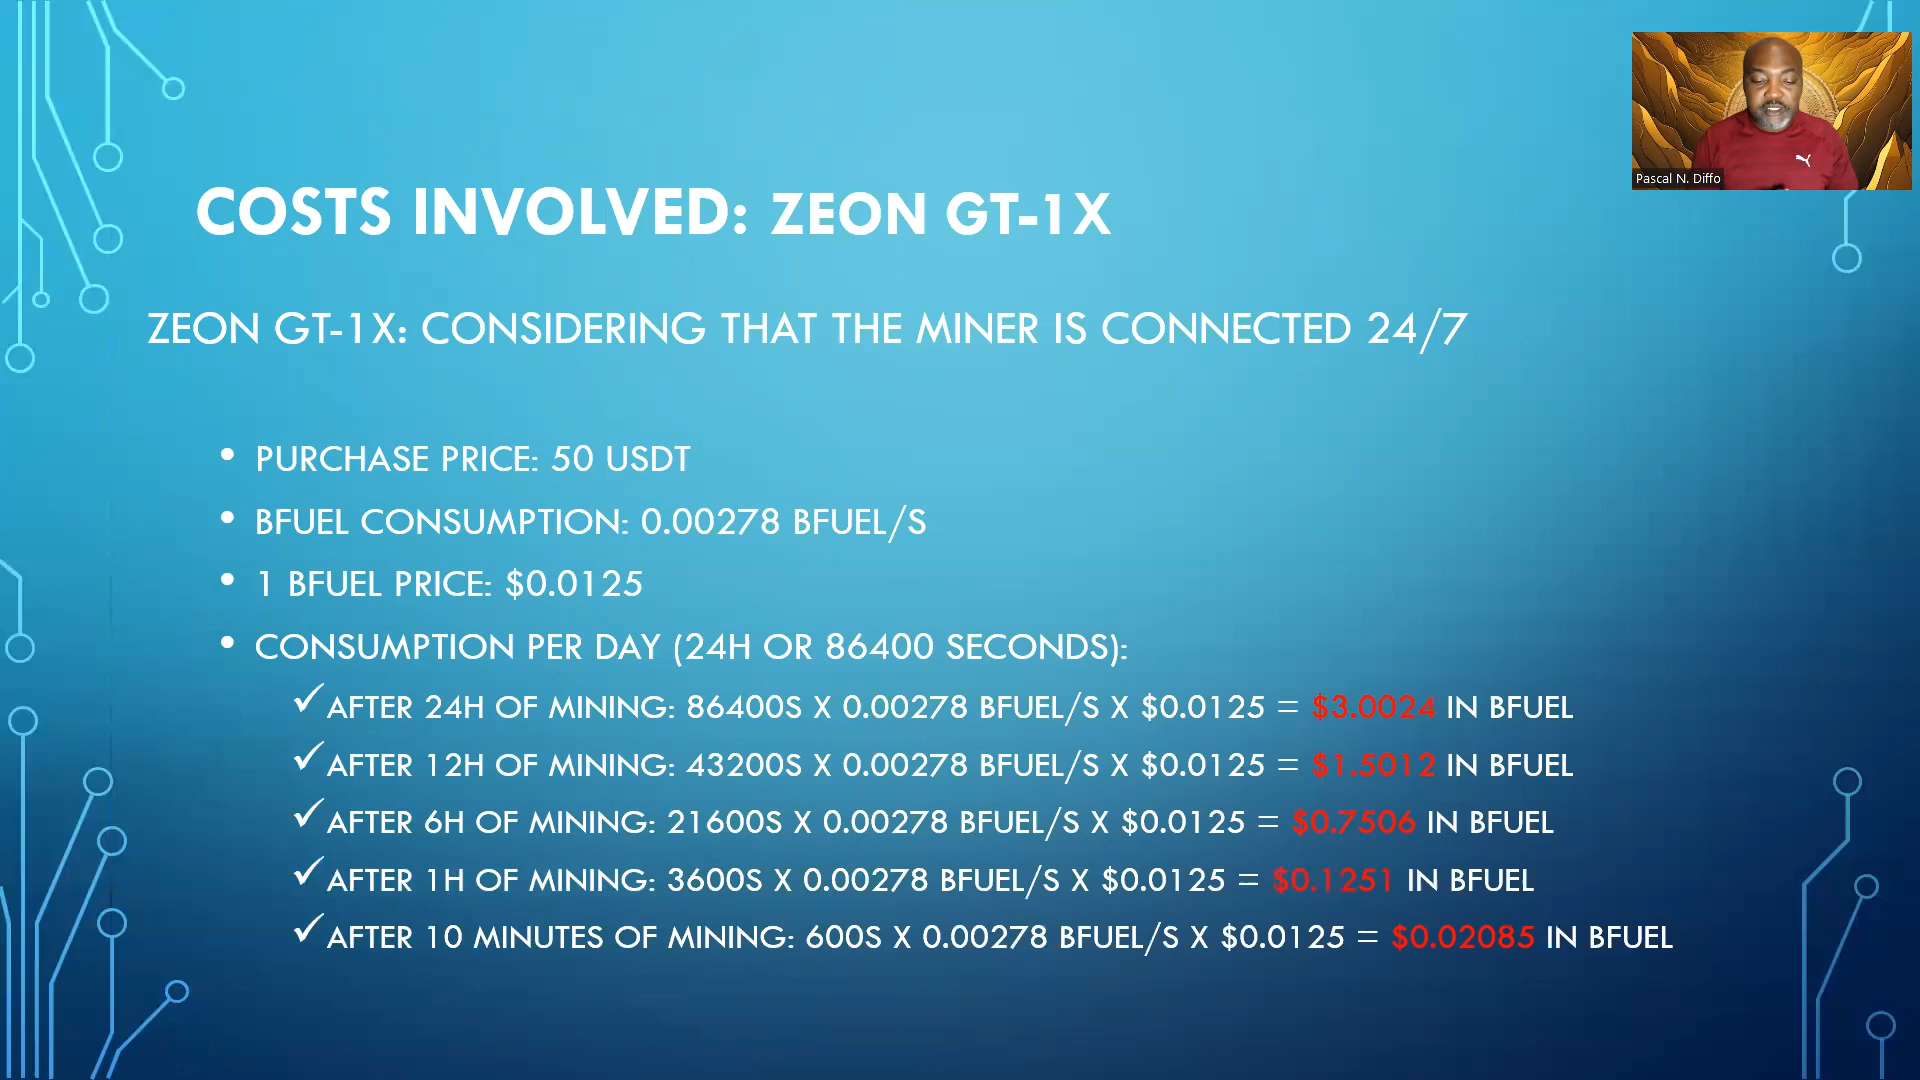 Pascal N. Diffo
COSTS INVOLVED: ZEON GT-1X
ZEON GT-1X: CONSIDERING THAT THE MINER IS CONNECTED 24/7
• PURCHASE PRICE: 50 USDT
• BFUEL CONSUMPTION: 0.00278 BFUEL/S
• 1 BFUEL PRICE: $0.0125
• CONSUMPTION PER DAY (24H OR 86400 SECONDS):
✓AFTER 24H OF MINING: 86400S X 0.00278 BFUEL/S X $0.0125 = $3.0024 IN BFUEL
✓AFTER 12H OF MINING: 43200S X 0.00278 BFUEL/S X $0.0125 = $1.5012 IN BFUEL
✓AFTER 6H OF MINING: 21600S X 0.00278 BFUEL/S X $0.0125 = $0.7506 IN BFUEL
✓AFTER 1H OF MINING: 3600S X 0.00278 BFUEL/S X $0.0125 = $0.1251 IN BFUEL
✓AFTER 10 MINUTES OF MINING: 600S X 0.00278 BFUEL/S X $0.0125 = $0.02085 IN BFUEL